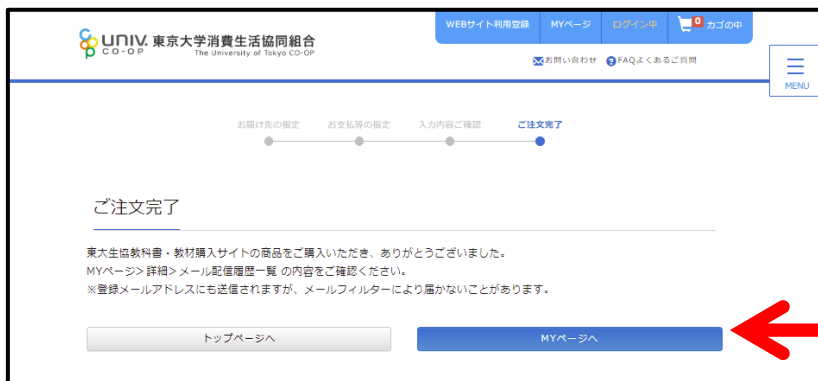 WEBサイト利用登録 MYページ ログイン中 0 カゴの中
UNIV. CO-OP 東京大学消費生活協同組合
The University of Tokyo CO-OP
お問い合わせ ? FAQよくあるご質問
MENU
お届け先の指定 お支払等の指定 入力内容ご確認 ご注文完了
ご注文完了
東大生協教科書・教材購入サイトの商品をご購入いただき、ありがとうございました。
MYページ>詳細>メール配信履歴一覧 の内容をご確認ください。
※登録メールアドレスにも送信されますが、メールフィルターにより届かないことがあります。
トップページへ MYページへ